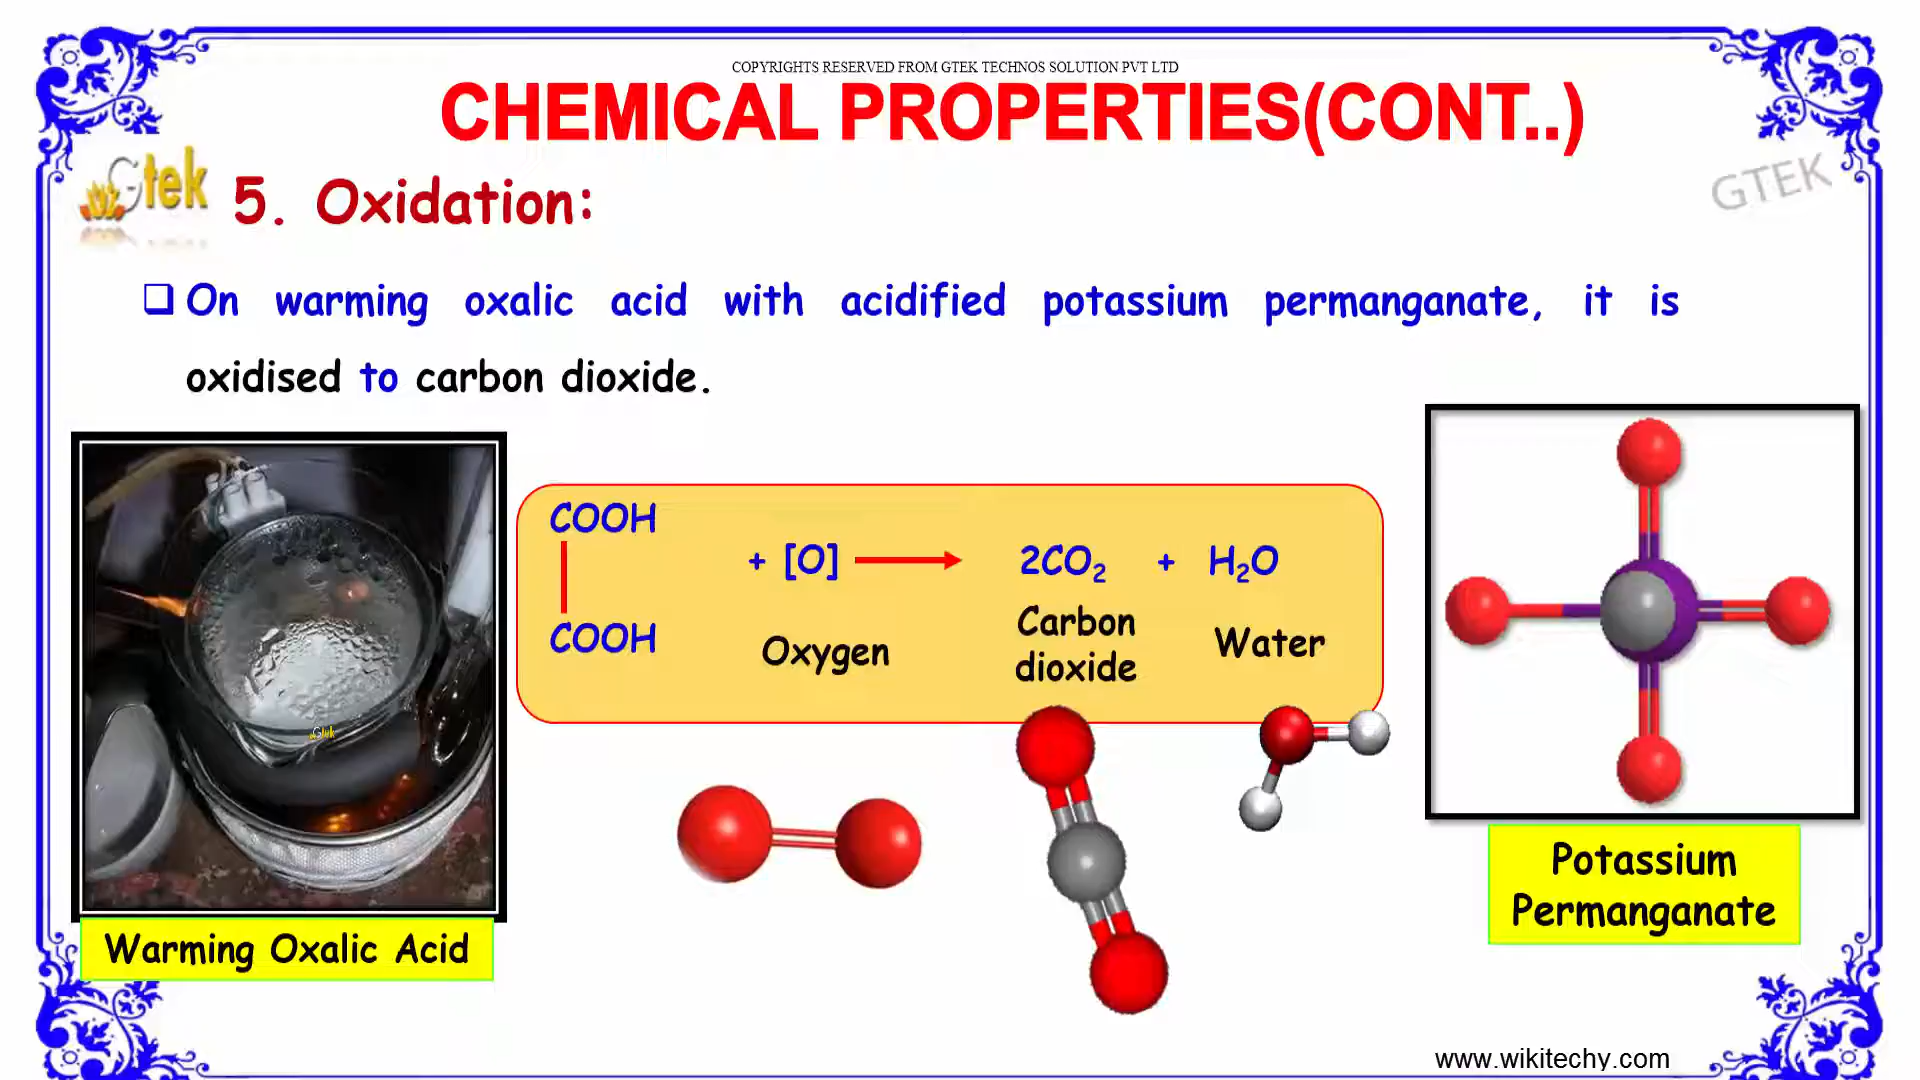 COPYRIGHTS RESERVED FROM GTEK TECHNOS SOLUTION PVT LTD
CHEMICAL PROPERTIES(CONT..)
Gtek
GTEK
5. Oxidation:
On warming oxalic acid with acidified potassium permanganate, it is
oxidised to carbon dioxide.
COOH
+ [O] 2CO₂ + H₂O
COOH
Oxygen
Carbon
dioxide
Water
Gtek
Warming Oxalic Acid
Potassium
Permanganate
www.wikitechy.com